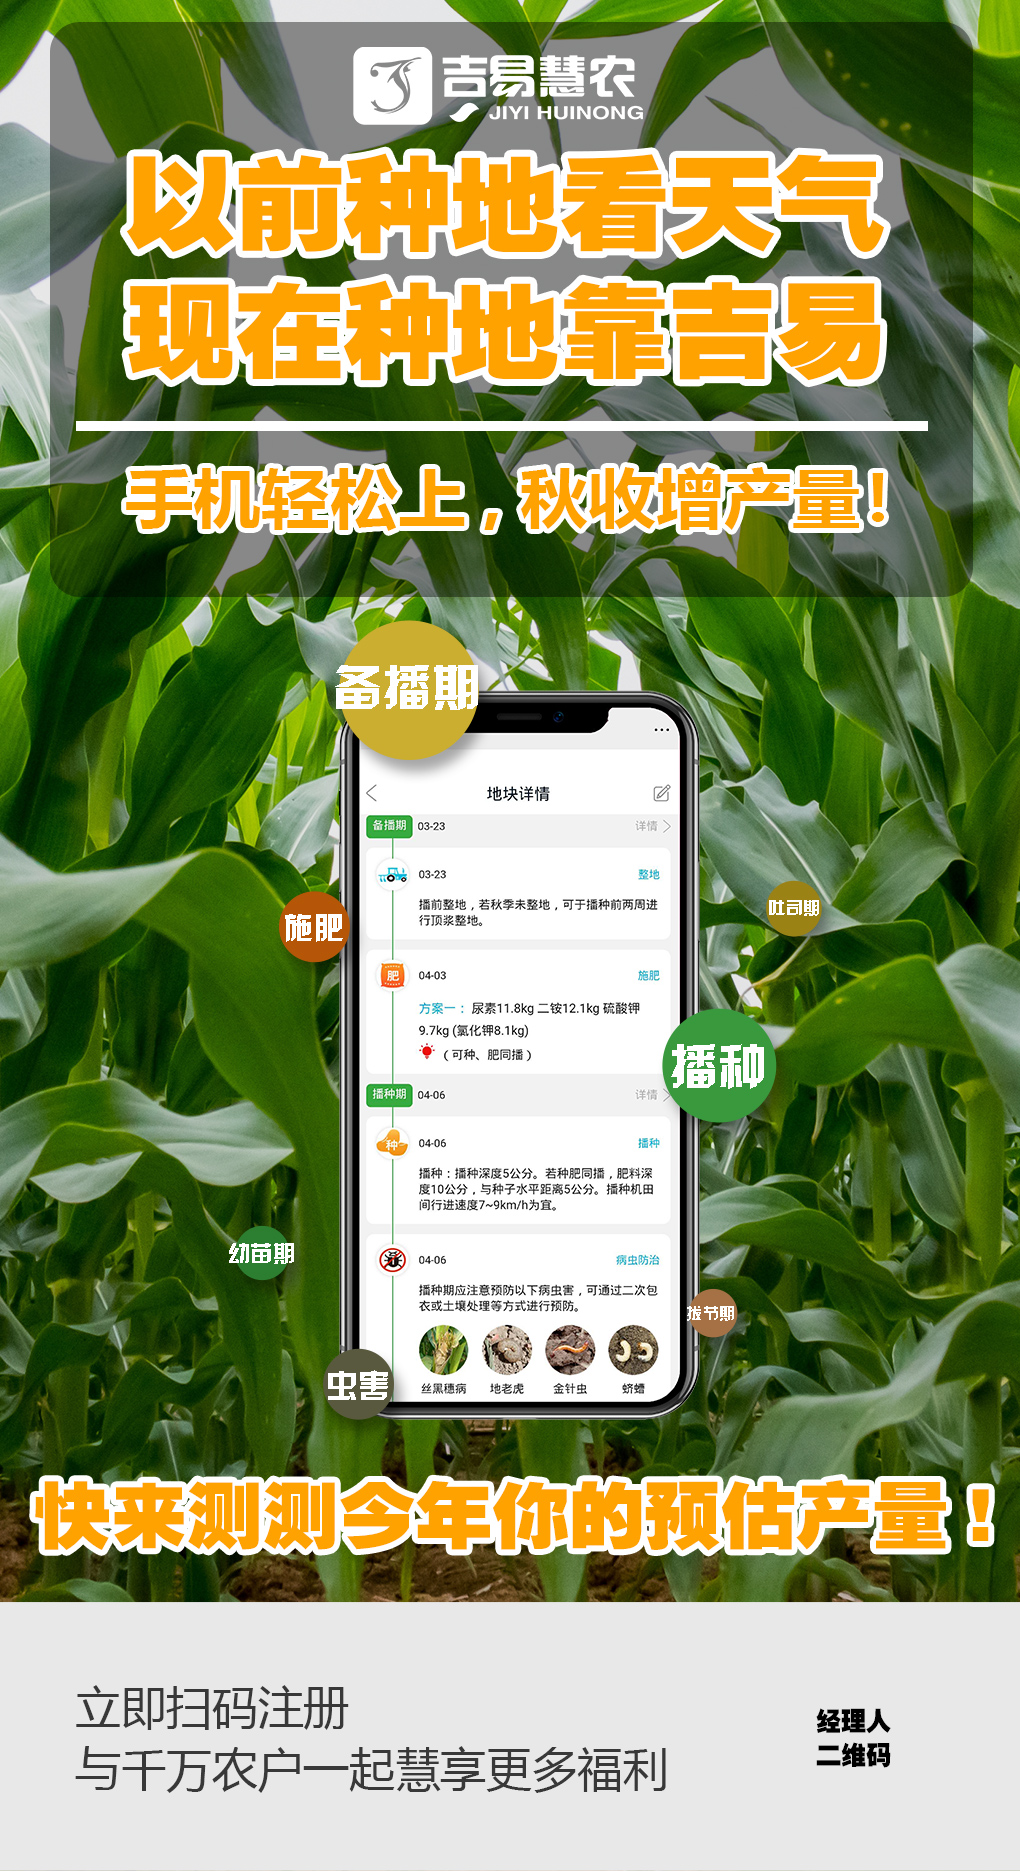 吉易慧农
JIYI HUINONG
以前种地看天气
现在种地靠吉易
手机轻松上，秋收增产量！
备播期
地块详情
备播期 03-23 详情
03-23 整地
播前整地，若秋季未整地，可于播种前两周进
行顶浆整地。
施肥
吐司期
肥 04-03 施肥
方案一： 尿素11.8kg 二铵12.1kg 硫酸钾
9.7kg (氯化钾8.1kg)
（可种、肥同播）
播种
播种期 04-06 详情
种 04-06 播种
播种：播种深度5公分。若种肥同播，肥料深
度10公分，与种子水平距离5公分。播种机田
间行进速度7~9km/h为宜。
幼苗期
04-06 病虫防治
播种期应注意预防以下病虫害，可通过二次包
衣或土壤处理等方式进行预防。
拔节期
虫害
丝黑穗病 地老虎 金针虫 蛴螬
快来测测今年你的预估产量！
立即扫码注册
与千万农户一起慧享更多福利
经理人
二维码